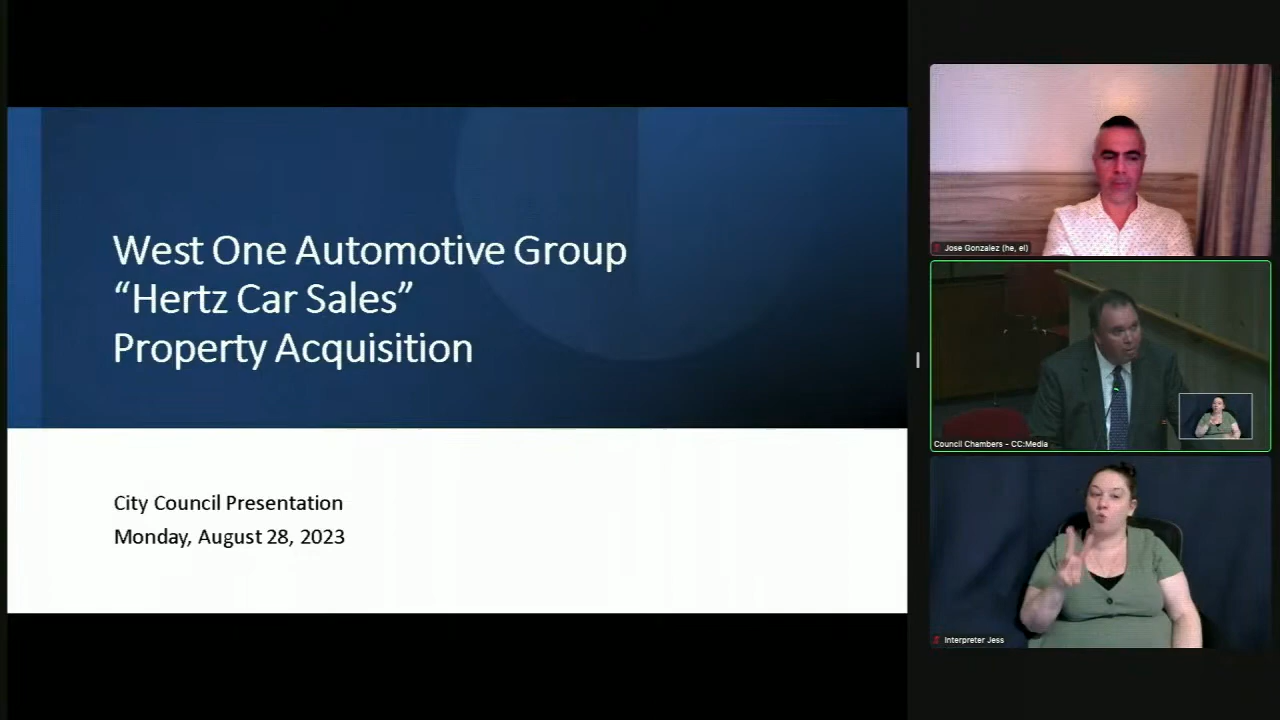 West One Automotive Group
“Hertz Car Sales”
Property Acquisition
City Council Presentation
Monday, August 28, 2023
Jose Gonzalez (he, el)
Council Chambers - CC:Media
Interpreter Jess